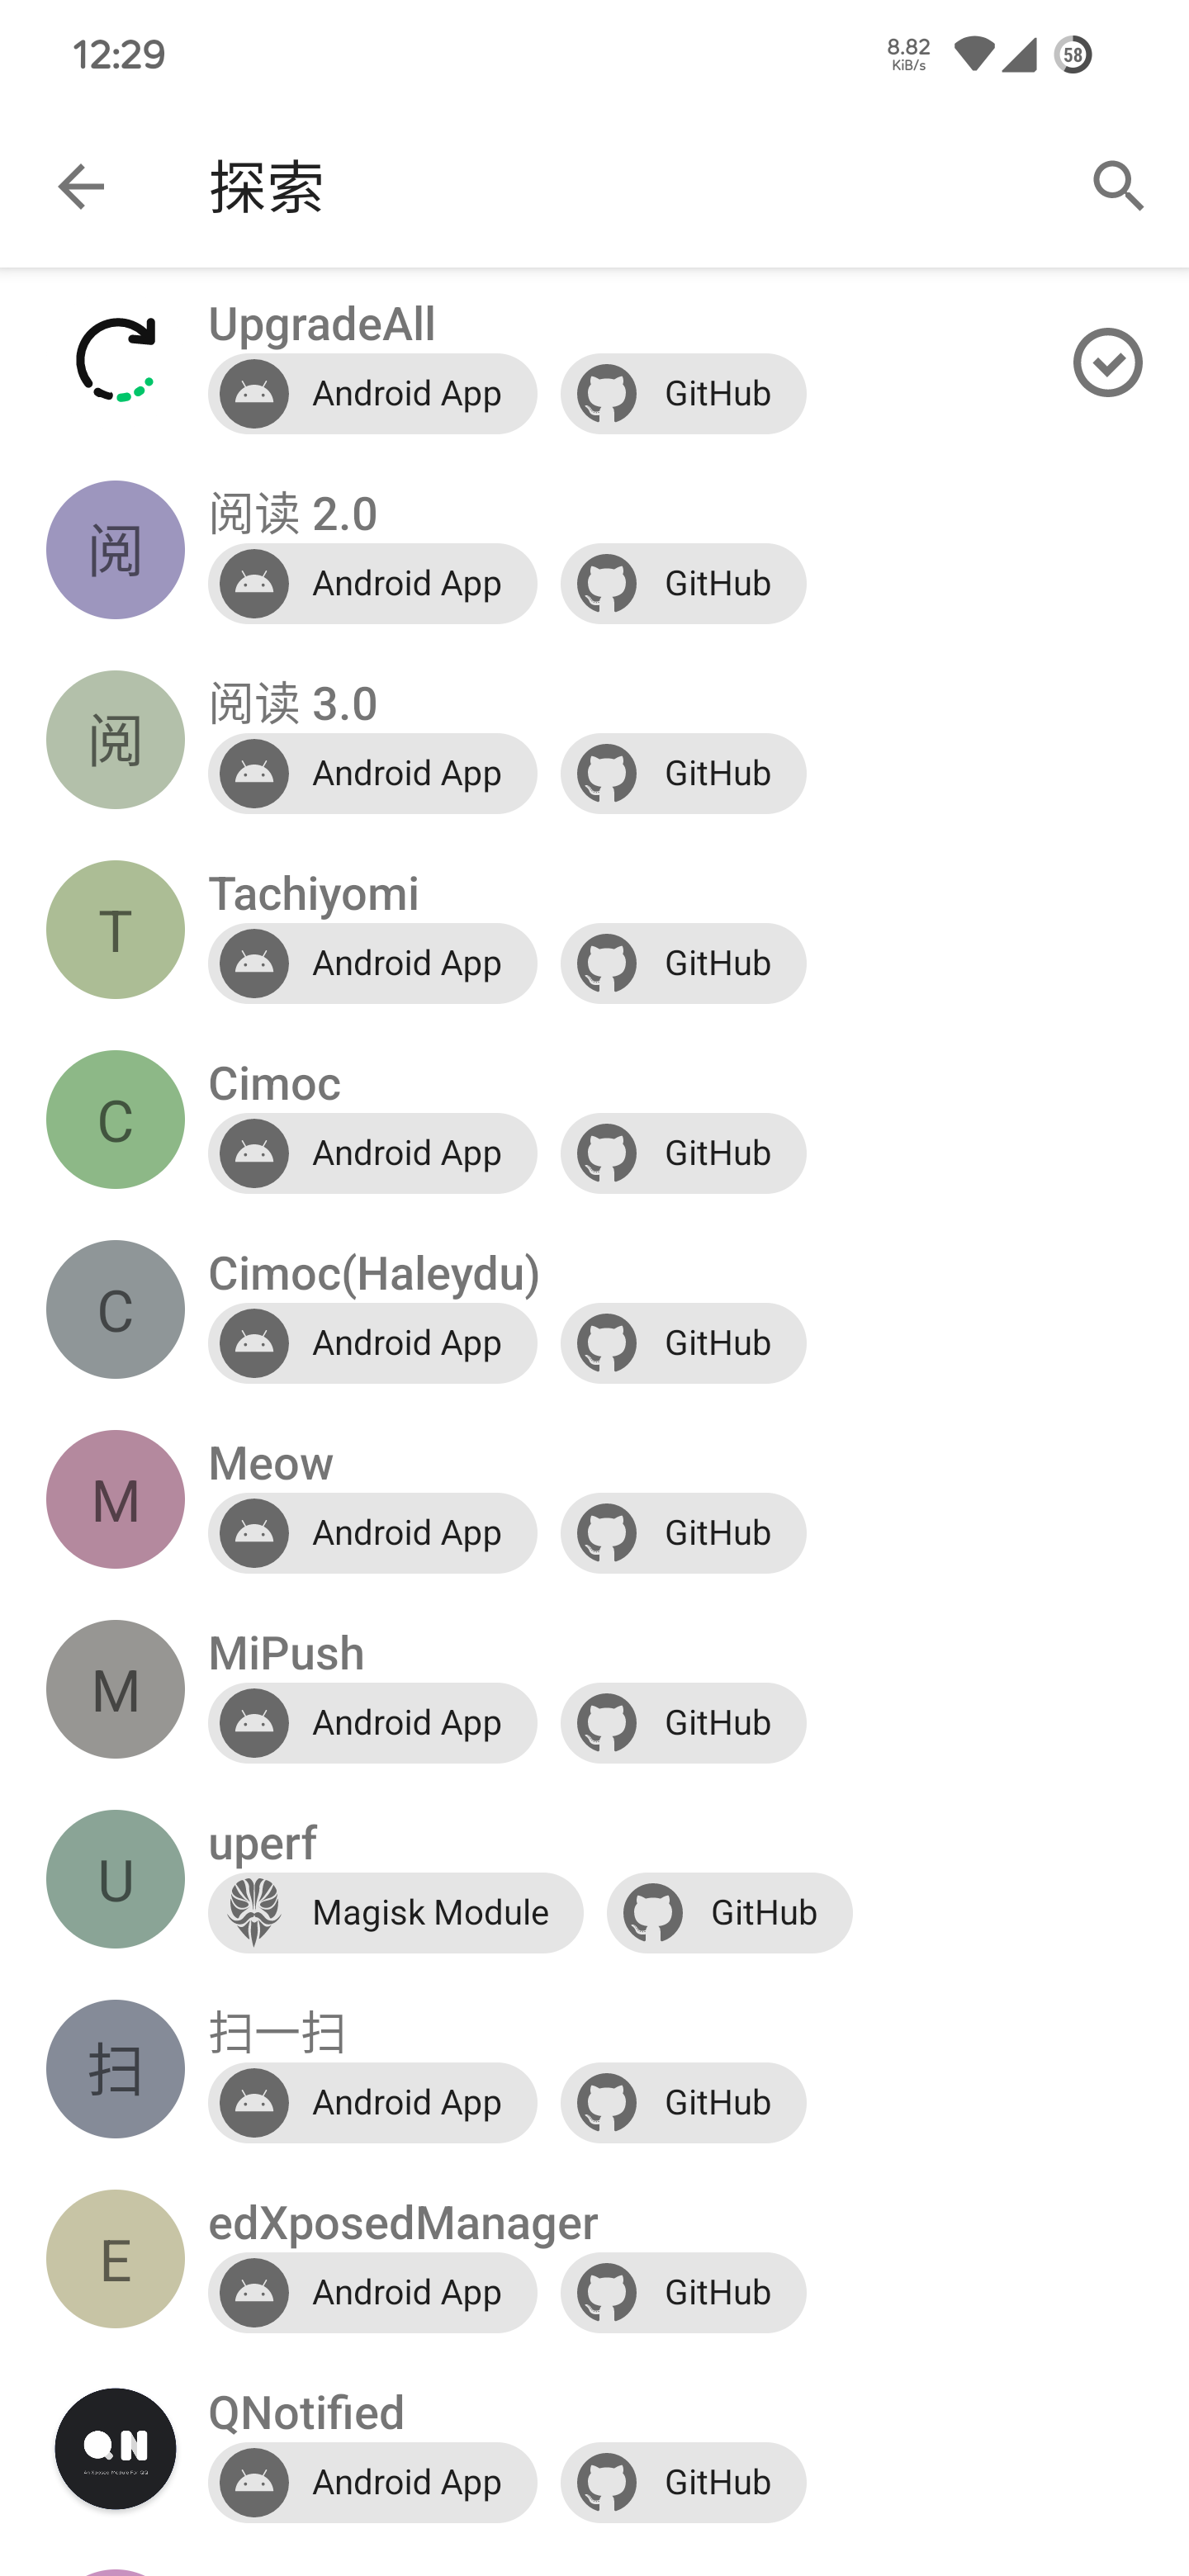 12:29
8.82
KiB/s
58
探索
UpgradeAll
Android App
GitHub
阅
阅读 2.0
Android App
GitHub
阅
阅读 3.0
Android App
GitHub
T
Tachiyomi
Android App
GitHub
C
Cimoc
Android App
GitHub
C
Cimoc(Haleydu)
Android App
GitHub
M
Meow
Android App
GitHub
M
MiPush
Android App
GitHub
U
uperf
Magisk Module
GitHub
扫
扫一扫
Android App
GitHub
E
edXposedManager
Android App
GitHub
QN
QNotified
Android App
GitHub